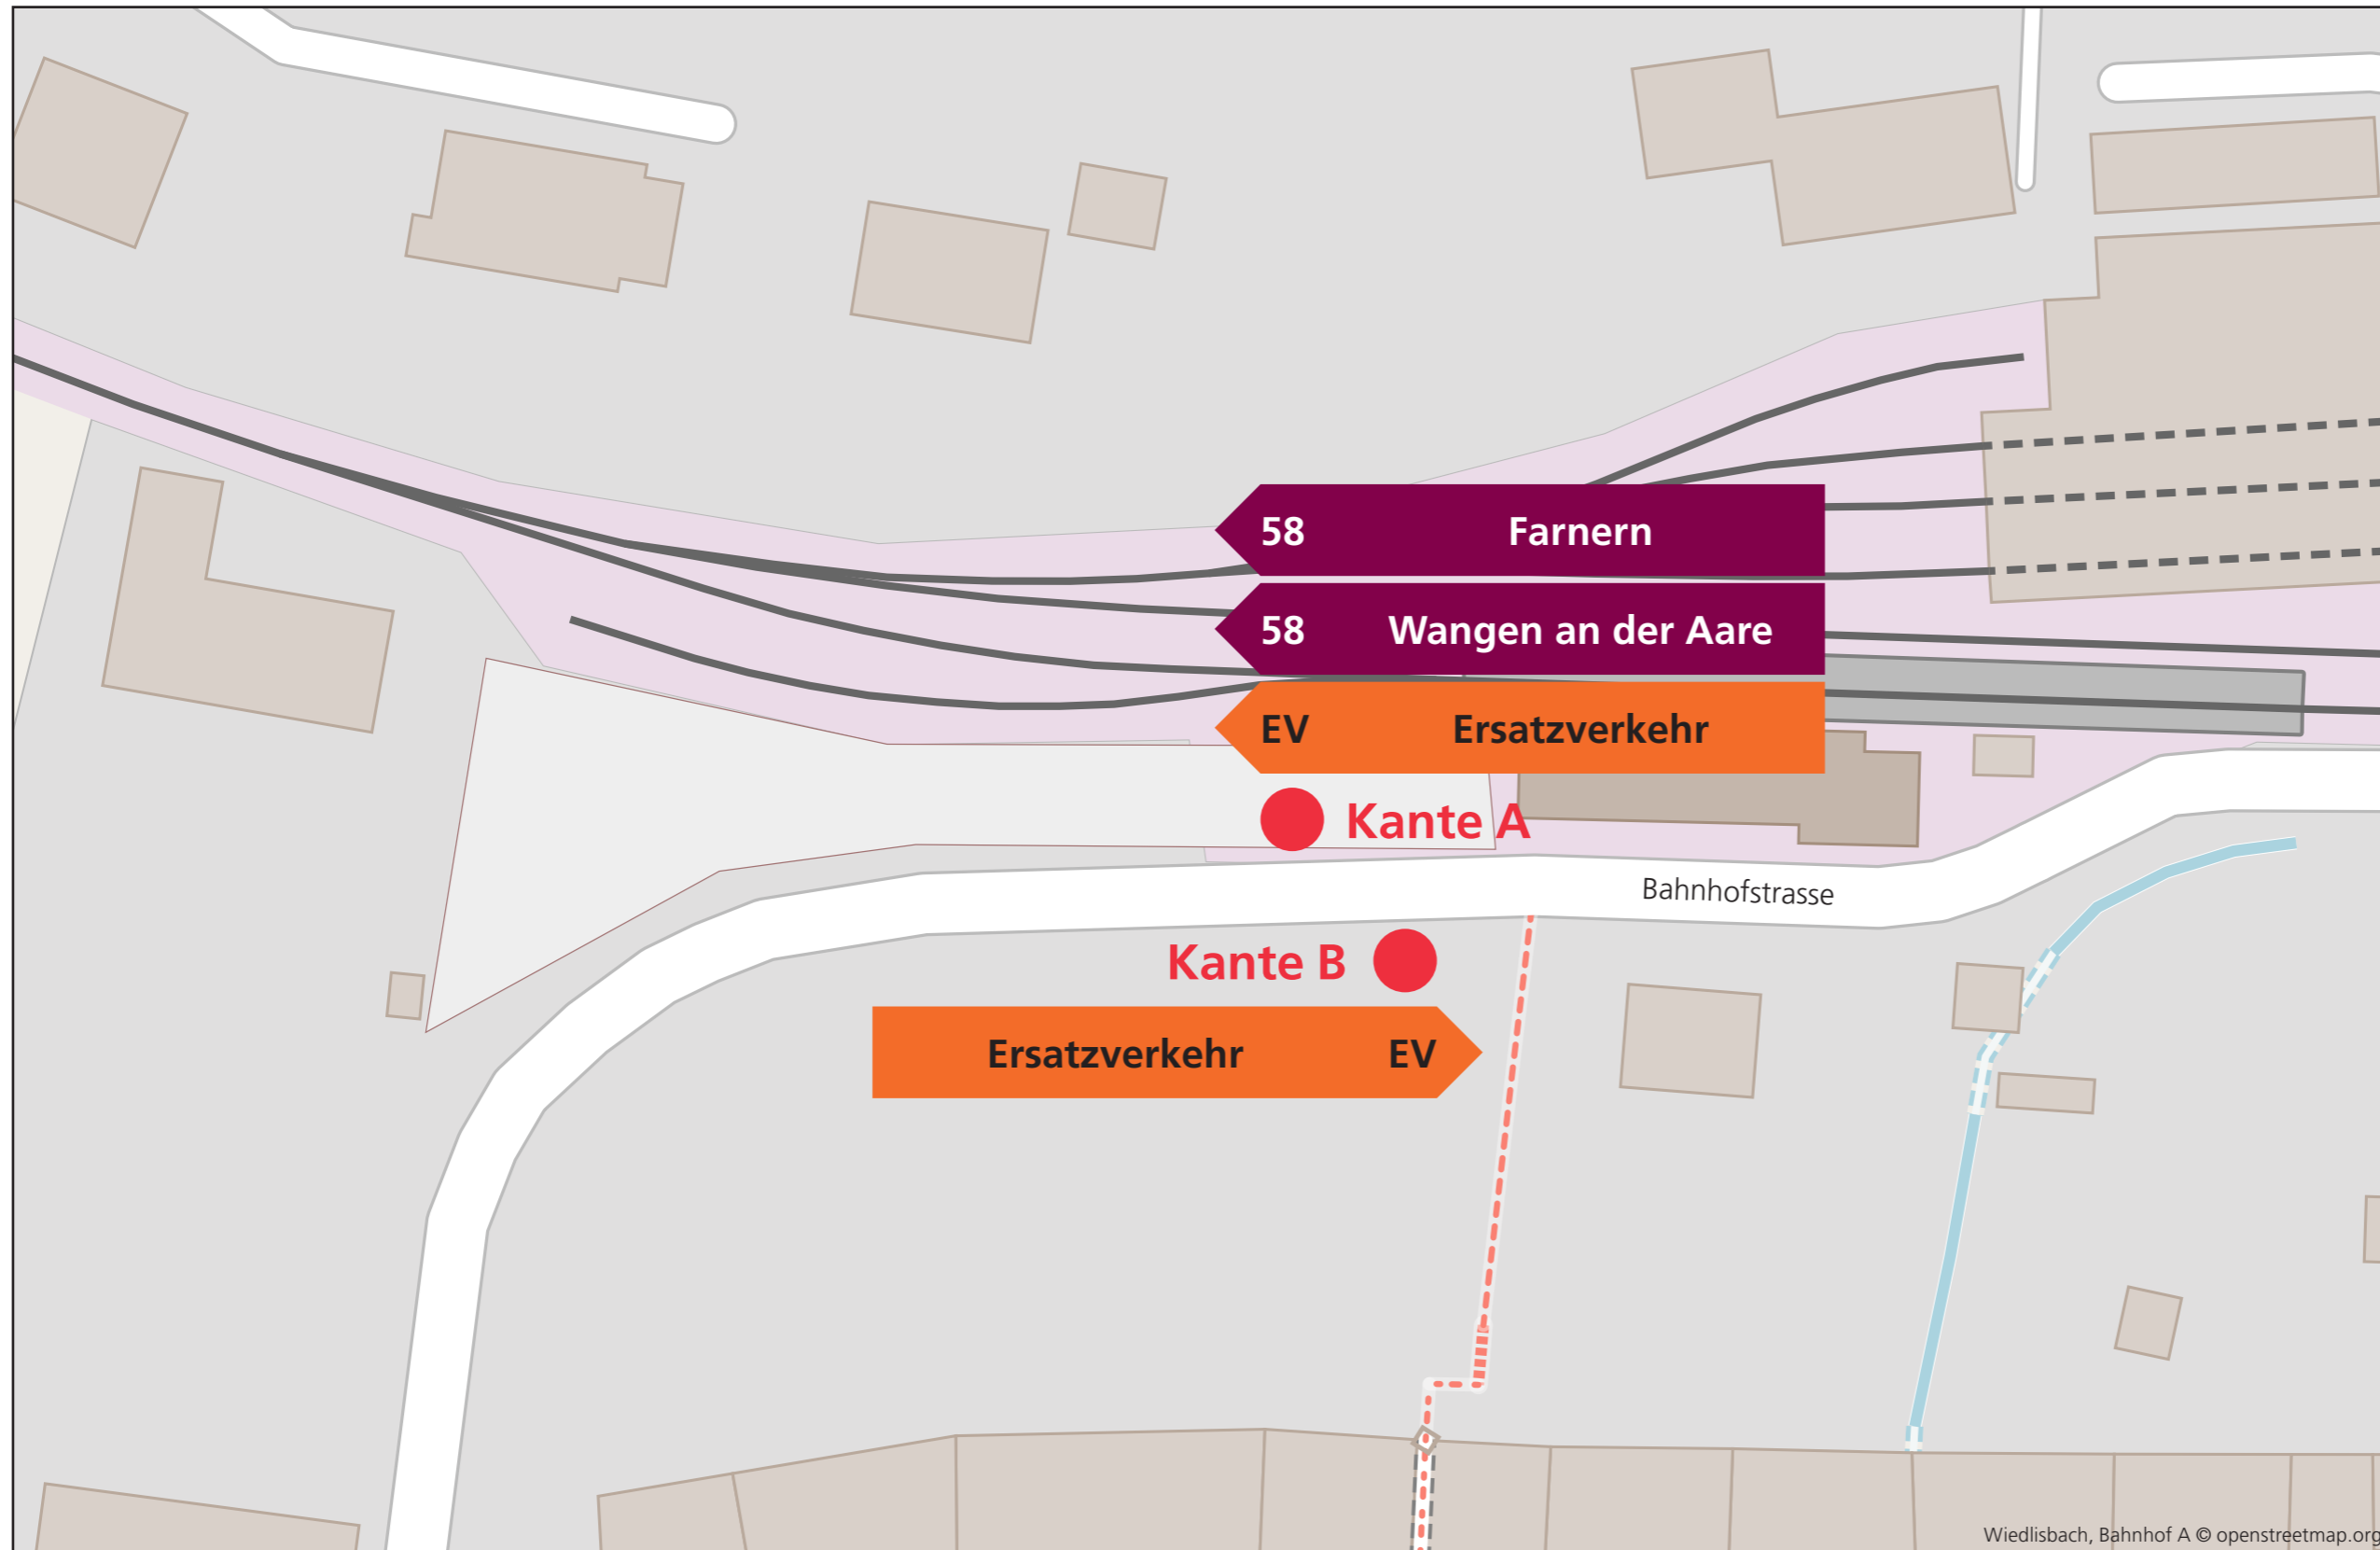 58 Farnern
58 Wangen an der Aare
EV Ersatzverkehr
Kante A
Bahnhofstrasse
Kante B
Ersatzverkehr EV
Wiedlisbach, Bahnhof A © openstreetmap.org